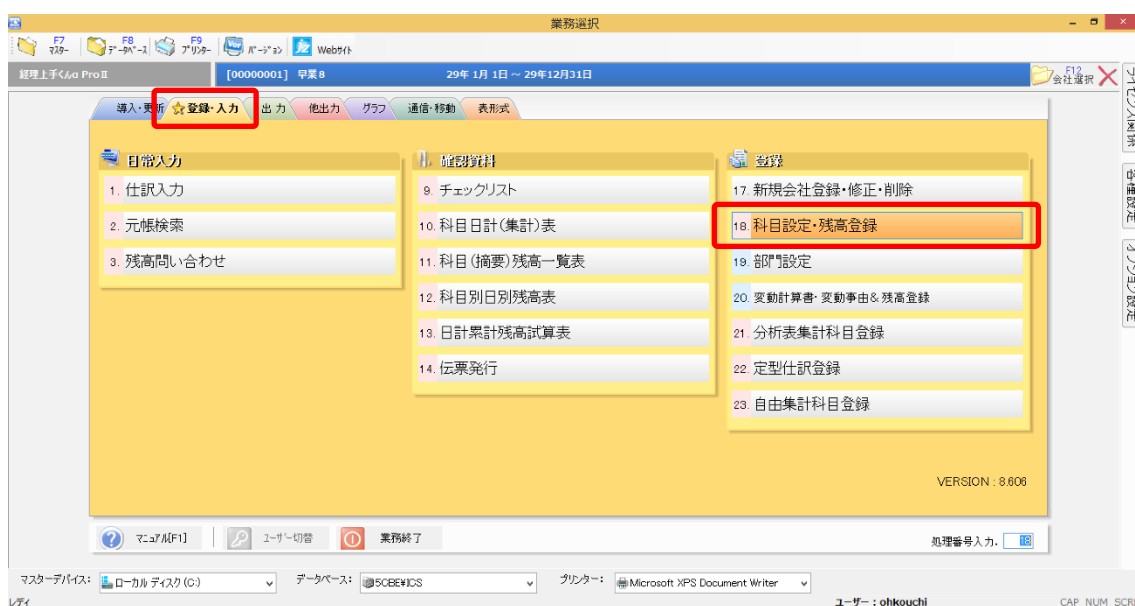 業務選択
F7 マスター
F8 データベース
F9 プリンター
バージョン
Webサイト
経理上手くんα ProⅡ
[00000001] 早業8
29年 1月 1日 ～ 29年12月31日
F12 会社選択
導入・更新
登録・入力
出力
他出力
グラフ
通信・移動
表形式
日常入力
1. 仕訳入力
2. 元帳検索
3. 残高問い合わせ
確認資料
9. チェックリスト
10. 科目日計(集計)表
11. 科目(摘要)残高一覧表
12. 科目別日別残高表
13. 日計累計残高試算表
14. 伝票発行
登録
17. 新規会社登録・修正・削除
18. 科目設定・残高登録
19. 部門設定
20. 変動計算書・変動事由＆残高登録
21. 分析表集計科目登録
22. 定型仕訳登録
23. 自由集計科目登録
VERSION : 8.606
ライセンス関係
各種設定
オプション設定
マニュアル[F1]
ユーザー切替
業務終了
処理番号入力. 18
マスターデバイス: ローカル ディスク (C:)
データベース: @5CBE¥ICS
プリンター: Microsoft XPS Document Writer
レディ
ユーザー : ohkouchi
CAP NUM SCR